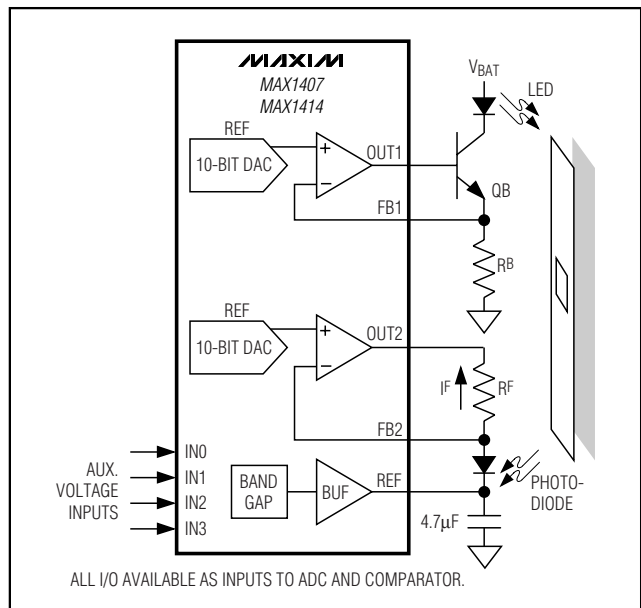 MAXIM
MAX1407
MAX1414
VBAT
LED
REF
10-BIT DAC
+
−
OUT1
QB
FB1
RB
REF
10-BIT DAC
+
−
OUT2
IF
RF
FB2
IN0
IN1
IN2
IN3
AUX.
VOLTAGE
INPUTS
BAND
GAP
BUF
REF
PHOTO-
DIODE
4.7µF
ALL I/O AVAILABLE AS INPUTS TO ADC AND COMPARATOR.